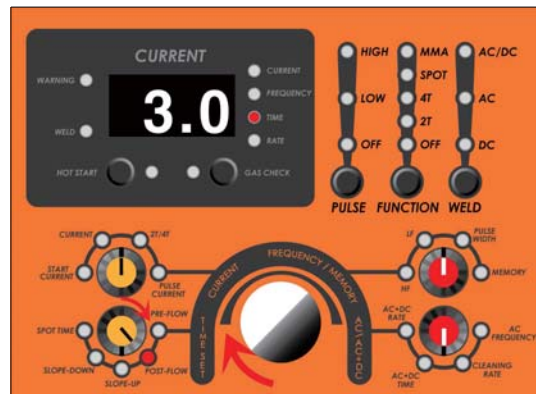 CURRENT
WARNING
WELD
3.0
CURRENT
FREQUENCY
TIME
RATE
HOT START
GAS CHECK
HIGH
LOW
OFF
PULSE
MMA
SPOT
4T
2T
OFF
FUNCTION
AC/DC
AC
DC
WELD
CURRENT
2T/4T
START
CURRENT
PULSE
CURRENT
SPOT TIME
PRE-FLOW
SLOPE-DOWN
SLOPE-UP
POST-FLOW
TIME SET
CURRENT
FREQUENCY / MEMORY
AC/AC+DC
LF
PULSE
WIDTH
HF
MEMORY
AC+DC
RATE
AC
FREQUENCY
AC+DC
TIME
CLEANING
RATE